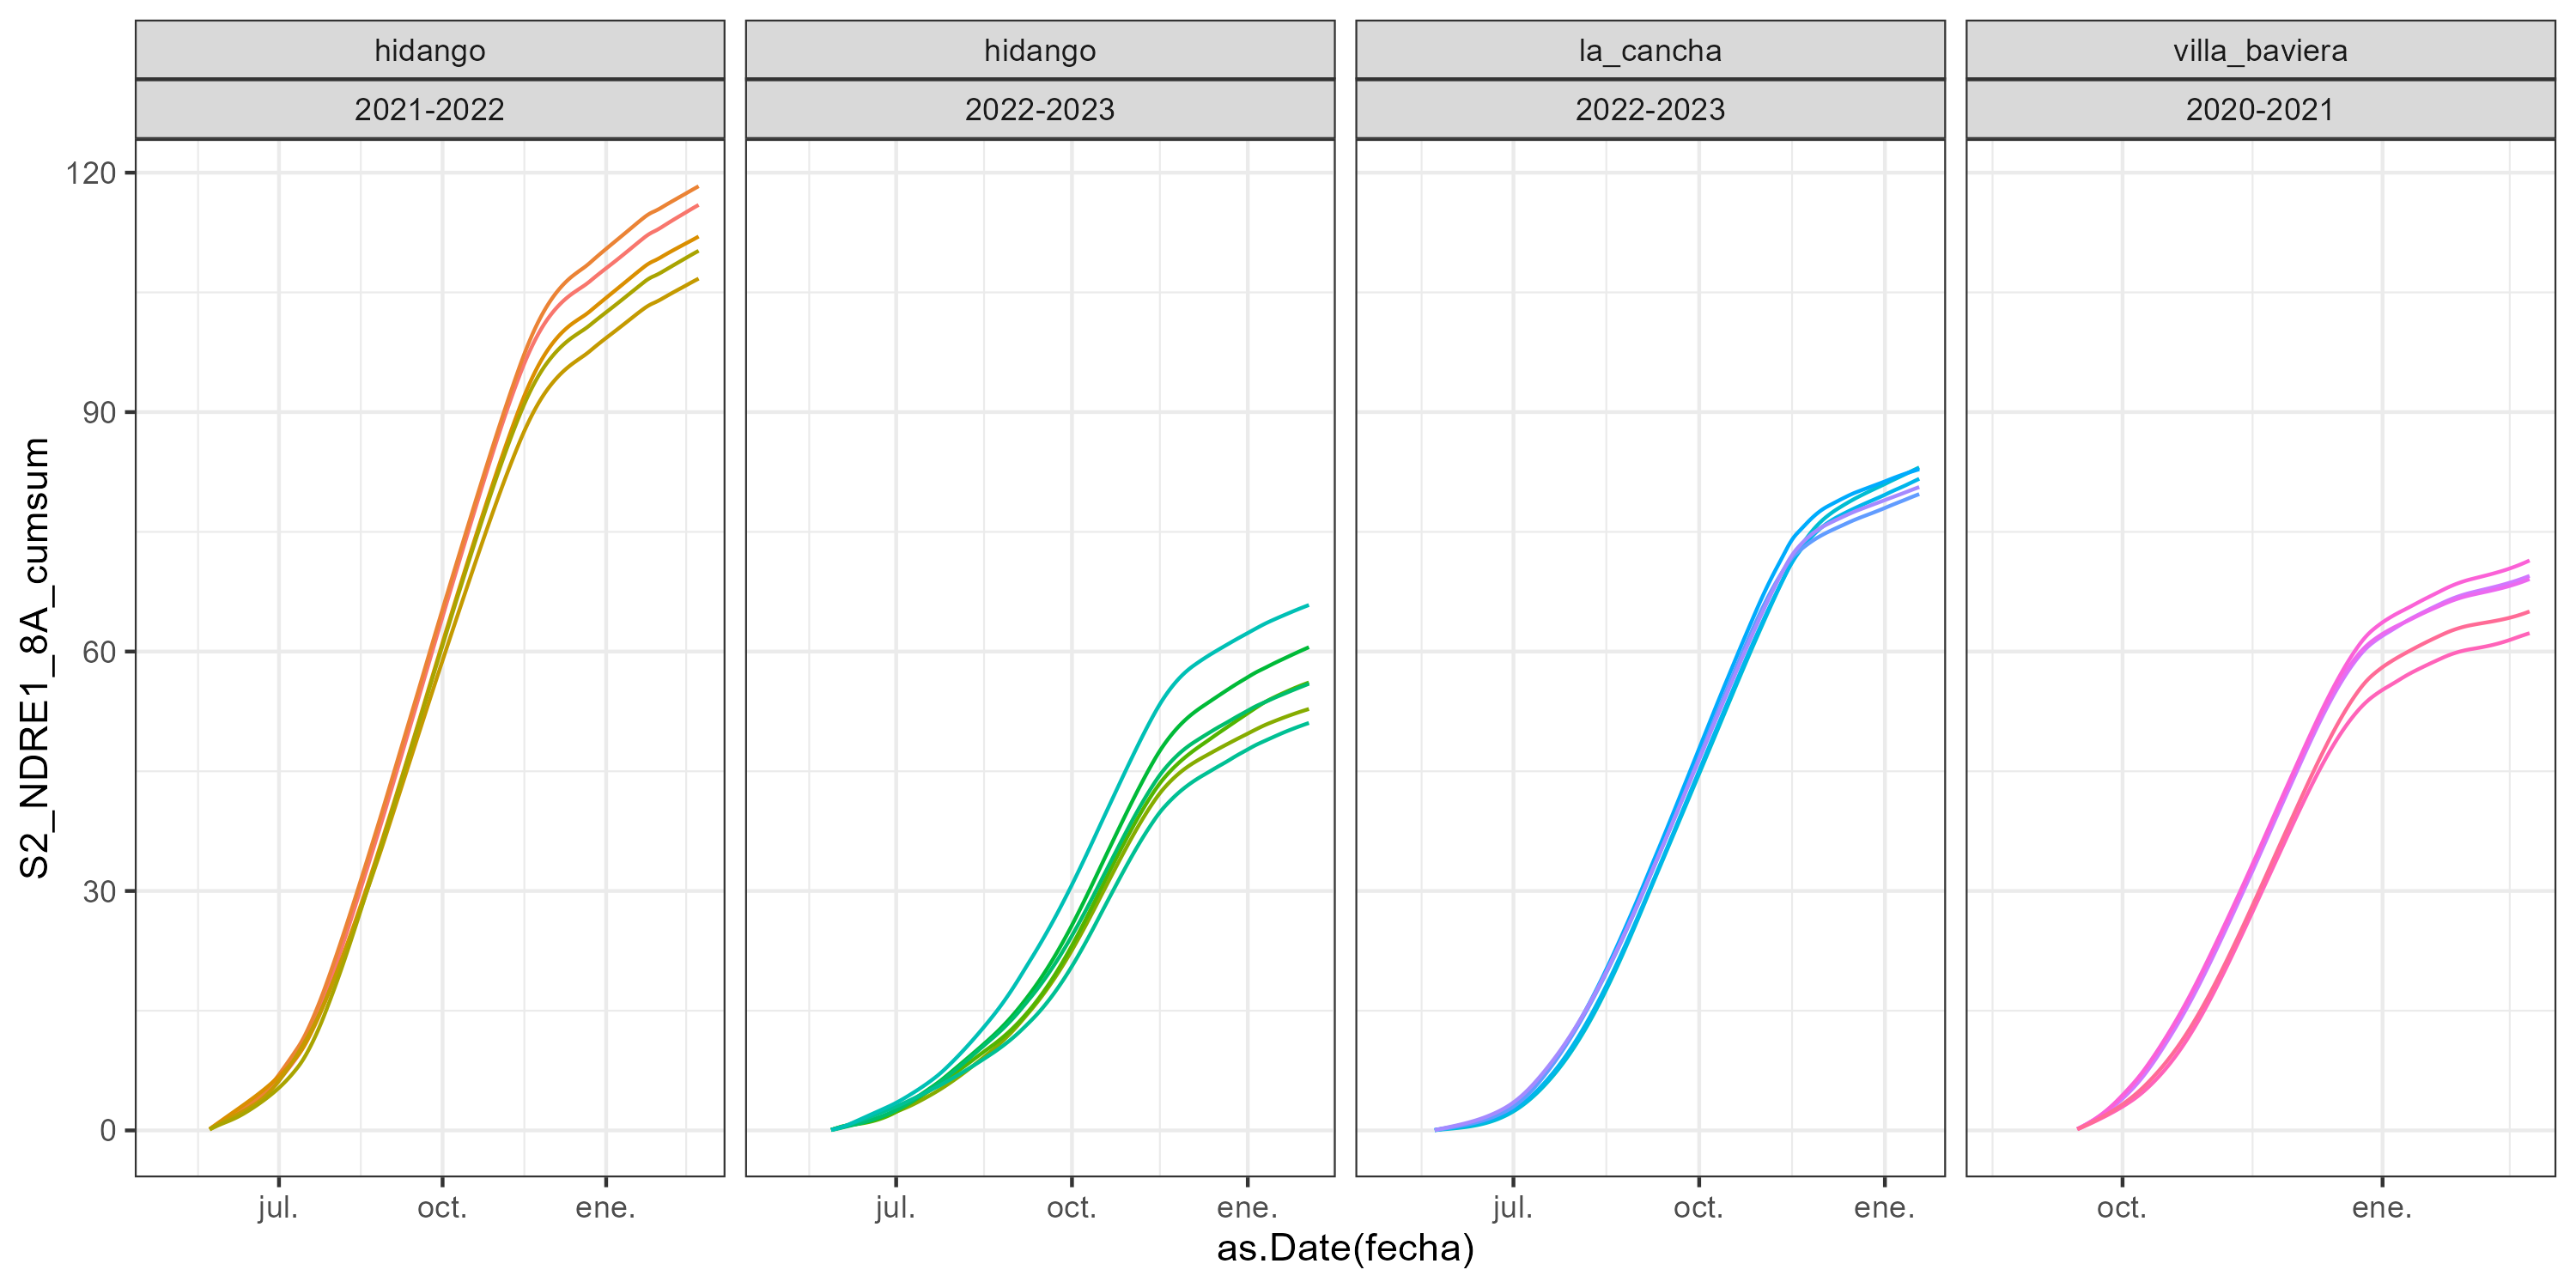 hidango hidango la_cancha villa_baviera
2021-2022 2022-2023 2022-2023 2020-2021
120
90
60
30
0
S2_NDRE1_8A_cumsum
jul. oct. ene. jul. oct. ene. jul. oct. ene. oct. ene.
as.Date(fecha)